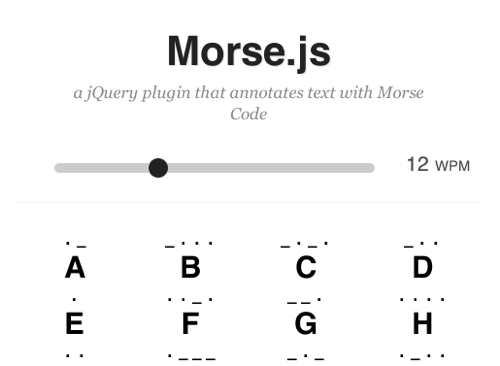 Morse.js
a jQuery plugin that annotates text with Morse
Code
12 WPM
. _ _ . . . _ . _ . _ . .
A B C D
. . . _ . _ _ . . . . .
E F G H
. . . _ _ _ _ . _ . _ . .